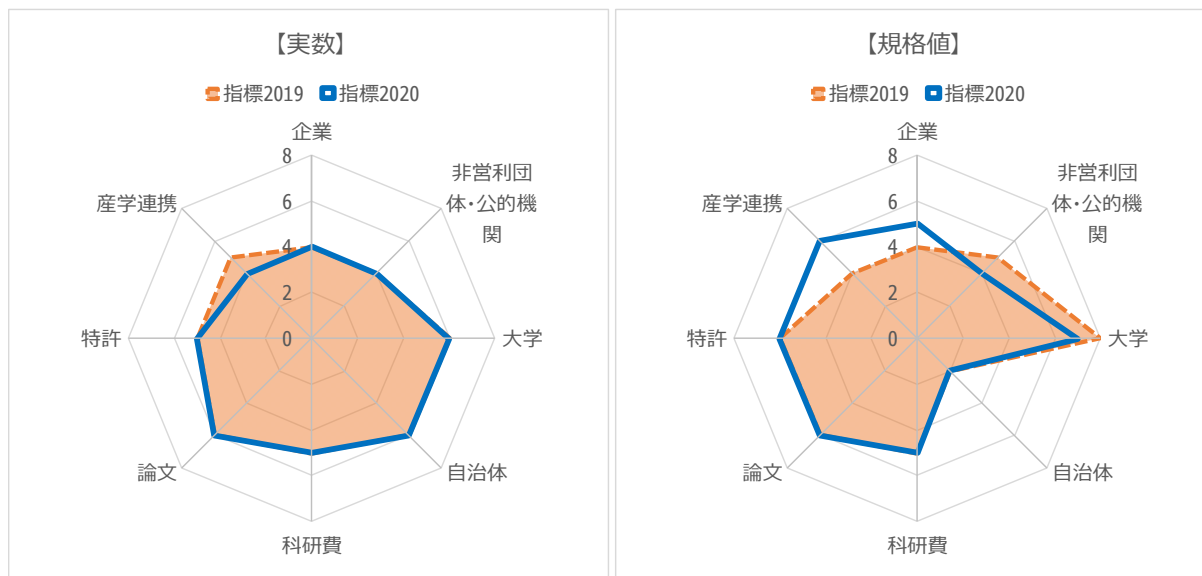 【実数】
指標2019 指標2020
企業
非営利団
体・公的機
関
大学
自治体
科研費
論文
特許
産学連携
8
6
4
2
0
【規格値】
指標2019 指標2020
企業
非営利団
体・公的機
関
大学
自治体
科研費
論文
特許
産学連携
8
6
4
2
0